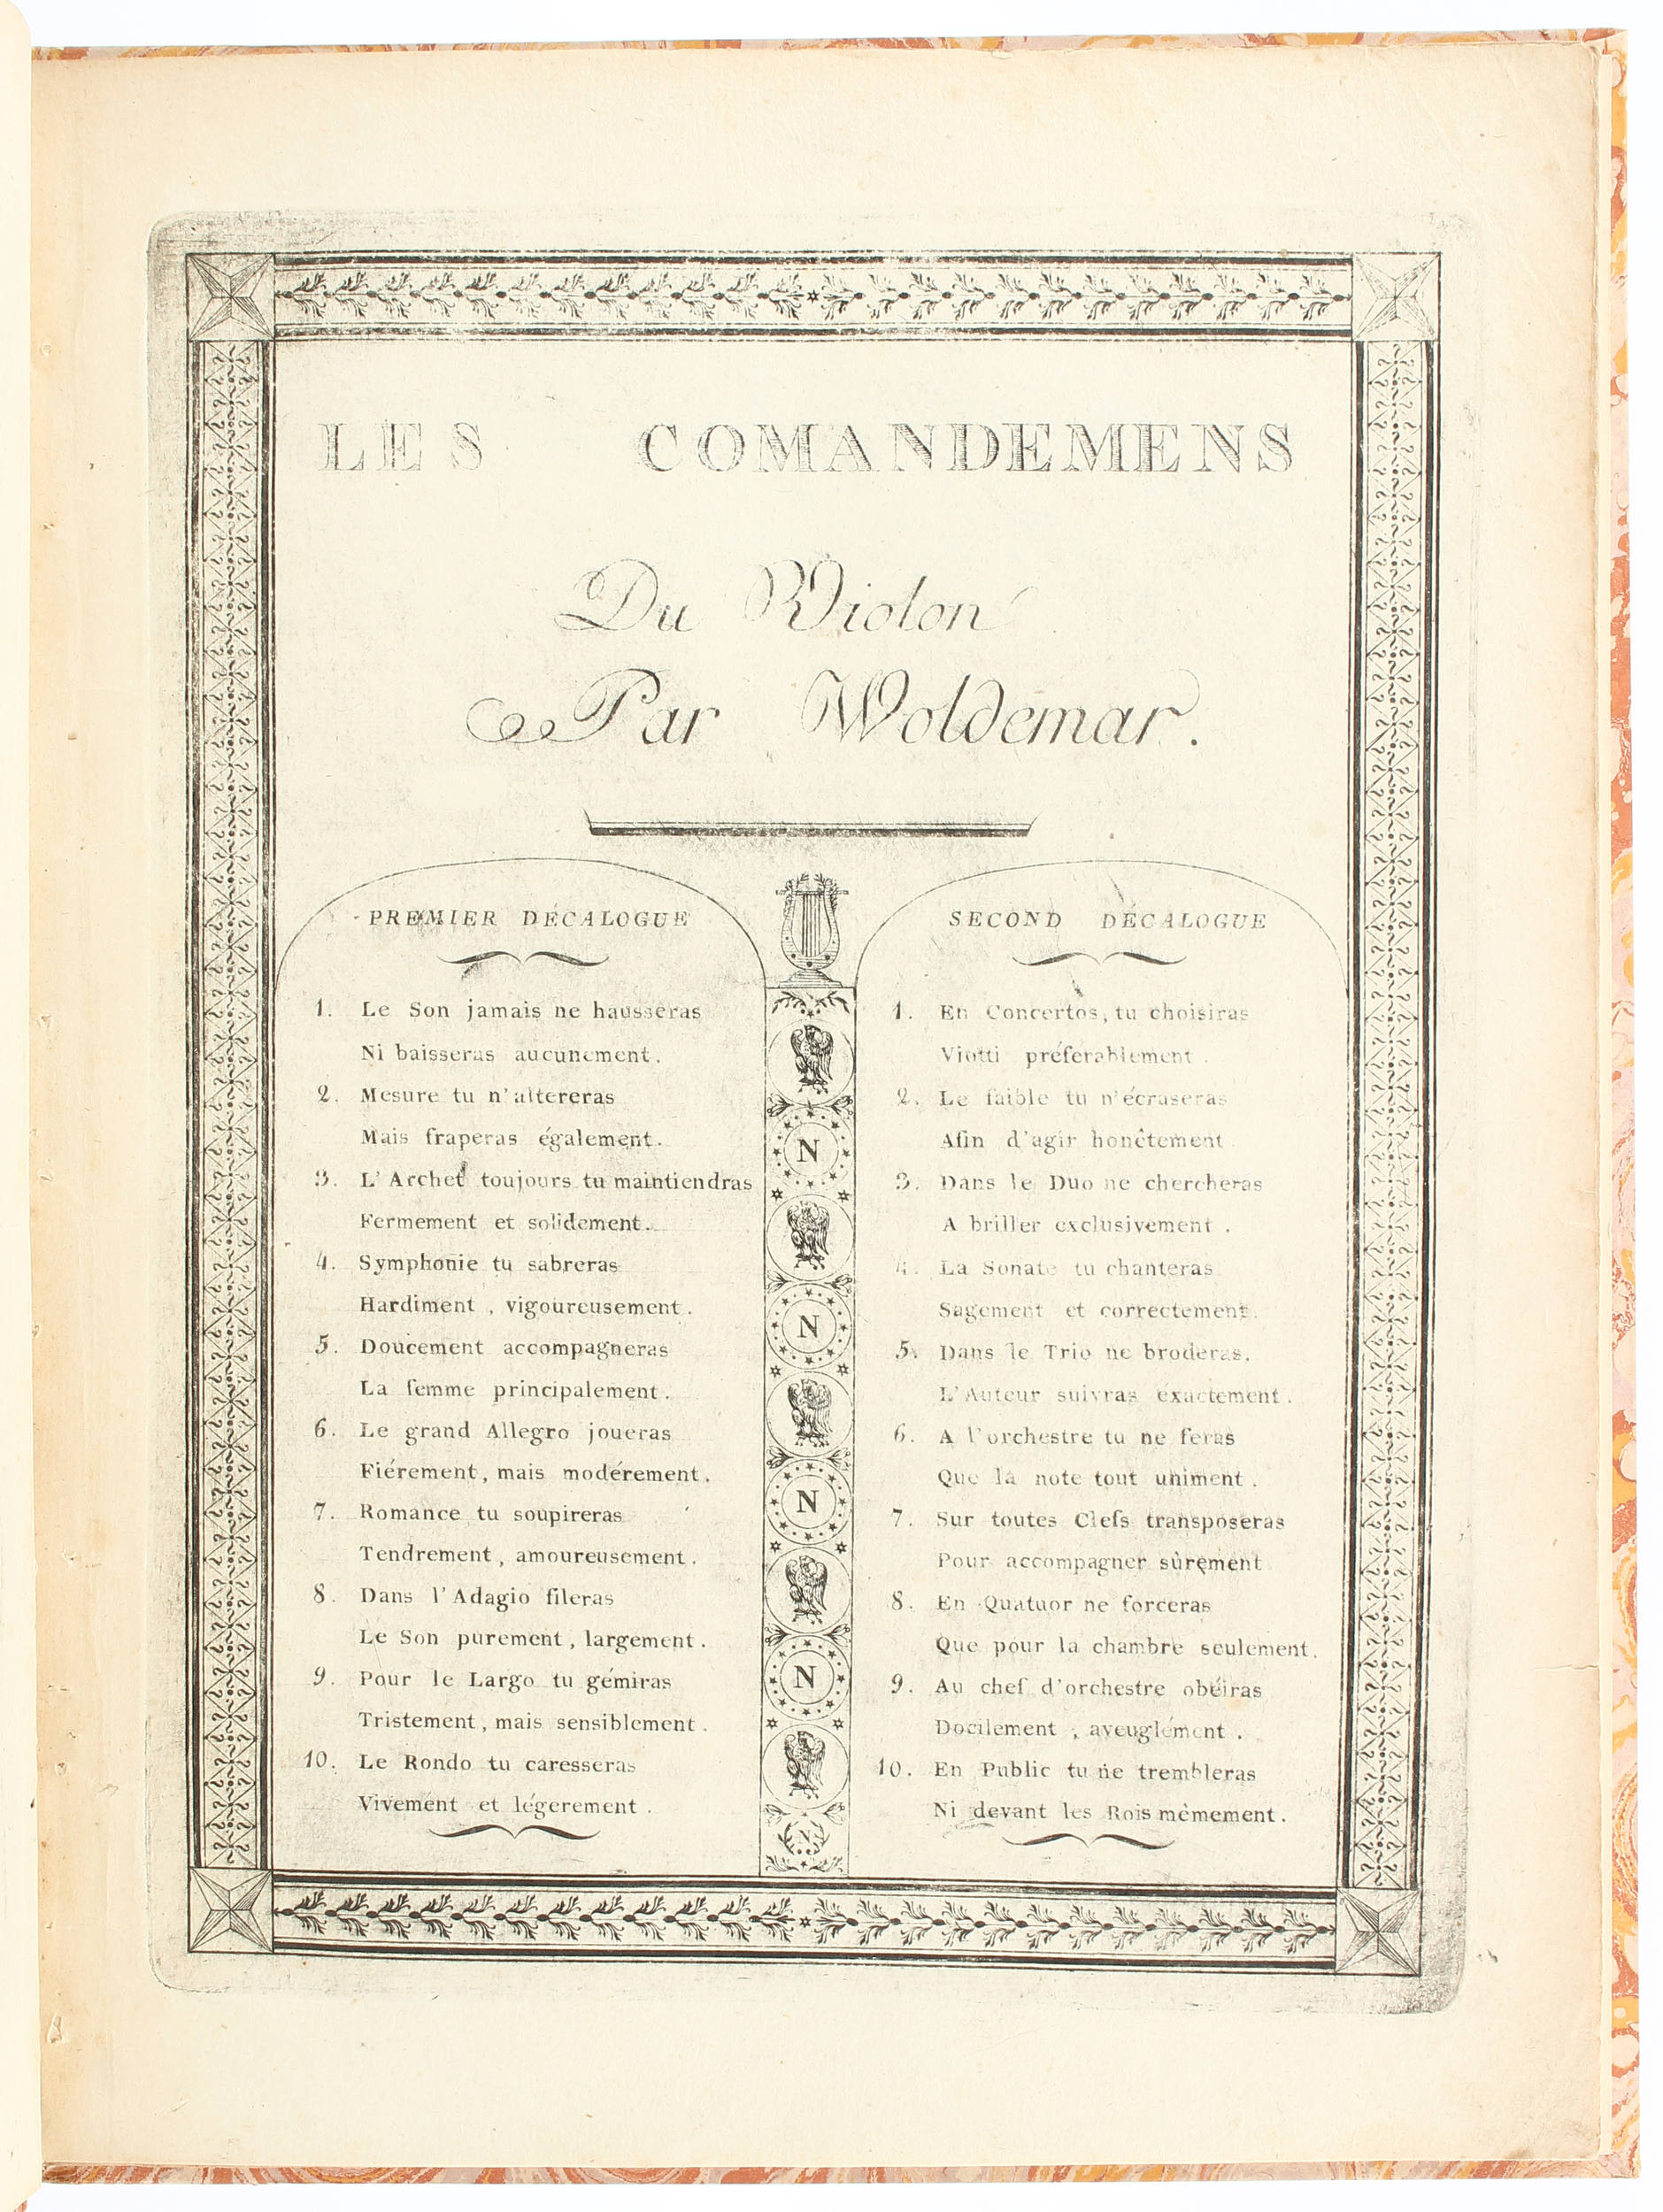 LES COMANDEMENS
Du Violon
Par Woldemar.
PREMIER DÉCALOGUE
1. Le Son jamais ne hausseras
Ni baisseras aucunement.
2. Mesure tu n'altereras
Mais fraperas également.
3. L'Archet toujours tu maintiendras
Fermement et solidement.
4. Symphonie tu sabreras
Hardiment, vigoureusement.
5. Doucement accompagneras
La femme principalement.
6. Le grand Allegro joueras
Fiérement, mais modérement.
7. Romance tu soupireras
Tendrement, amoureusement.
8. Dans l'Adagio fileras
Le Son purement, largement.
9. Pour le Largo tu gémiras
Tristement, mais sensiblement.
10. Le Rondo tu caresseras
Vivement et légerement.
N
N
N
N
N
SECOND DÉCALOGUE
1. En Concertos, tu choisiras
Viotti préferablement.
2. Le faible tu n'écraseras
Afin d'agir honêtement.
3. Dans le Duo ne chercheras
A briller exclusivement.
4. La Sonate tu chanteras
Sagement et correctement.
5. Dans le Trio ne broderas.
L'Auteur suivras exactement.
6. A l'orchestre tu ne feras
Que la note tout uniment.
7. Sur toutes Clefs transposeras
Pour accompagner sûrement
8. En Quatuor ne forceras
Que pour la chambre seulement.
9. Au chef d'orchestre obéiras
Docilement, aveuglément.
10. En Public tu ne trembleras
Ni devant les Rois mêmement.